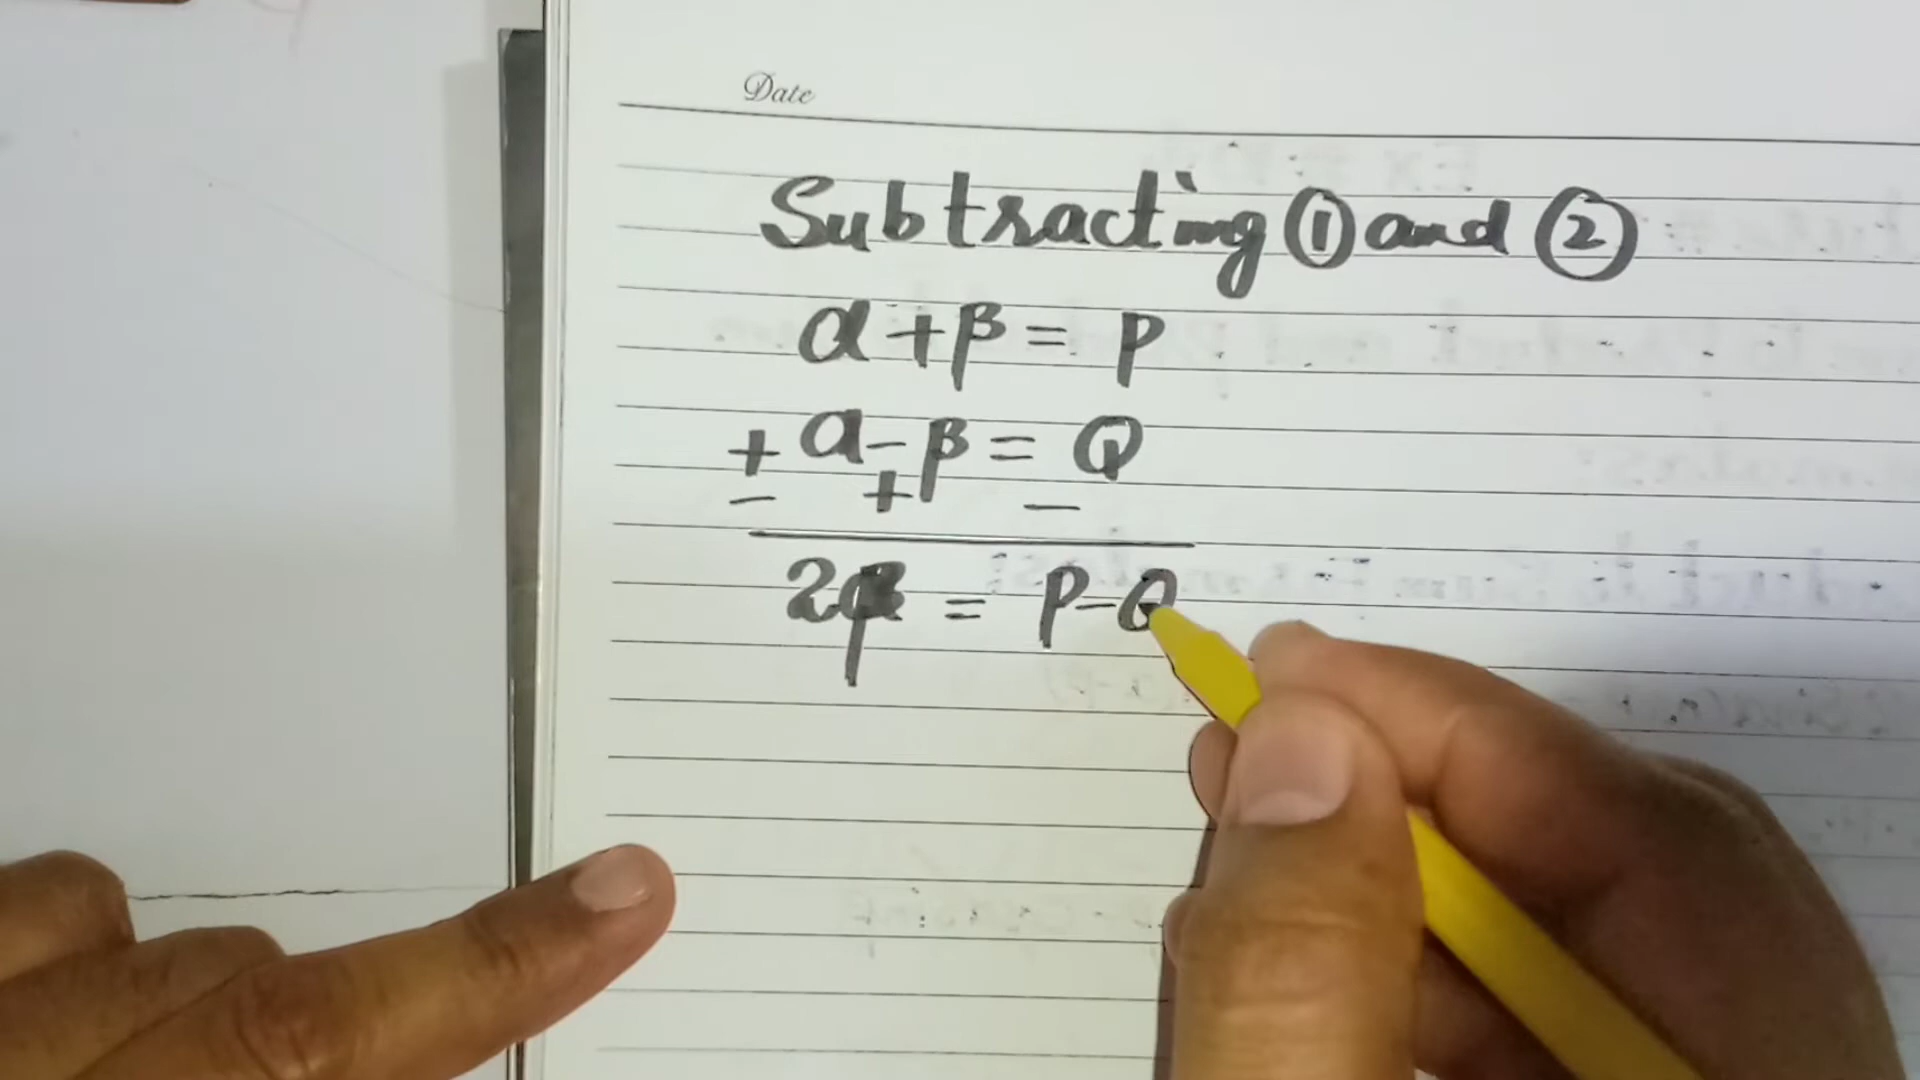 Date
Subtracting ① and ②
α + β = P
+ α - β = Q
- + -
2β = P - Q